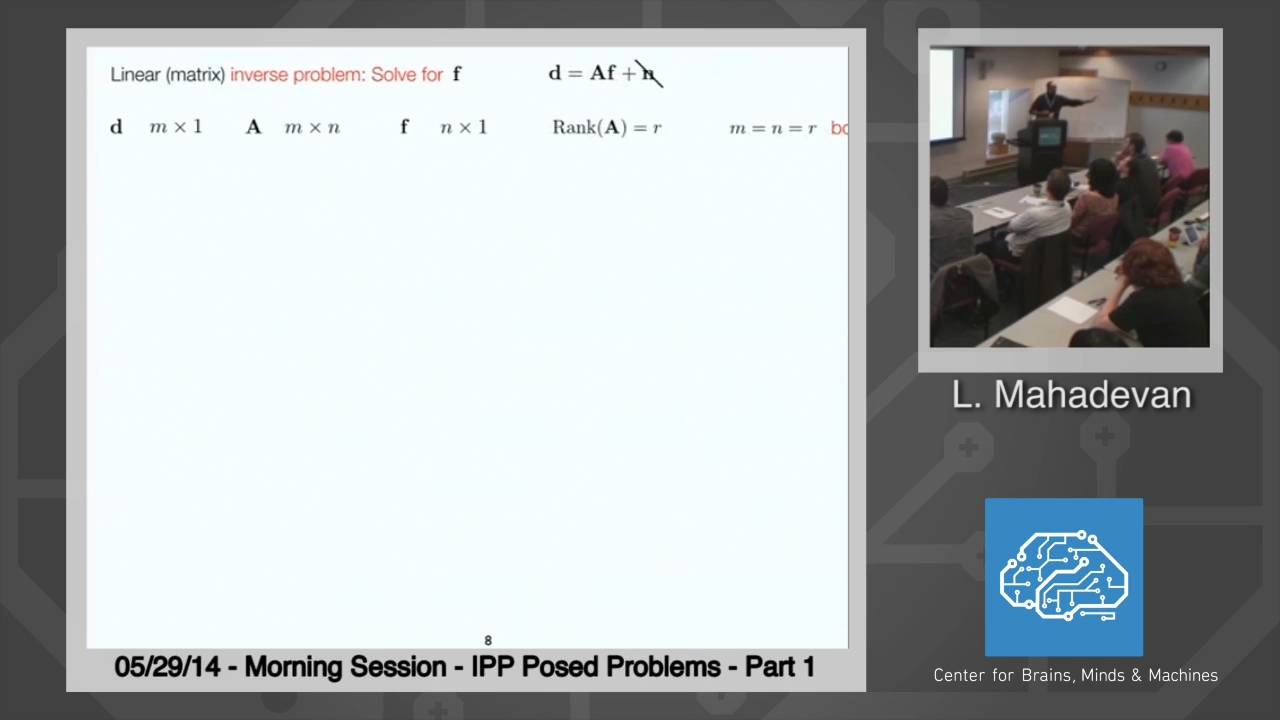 Linear (matrix) inverse problem: Solve for f d = Af + n
d m × 1 A m × n f n × 1 Rank(A) = r m = n = r bo
8
05/29/14 - Morning Session - IPP Posed Problems - Part 1
L. Mahadevan
Center for Brains, Minds & Machines